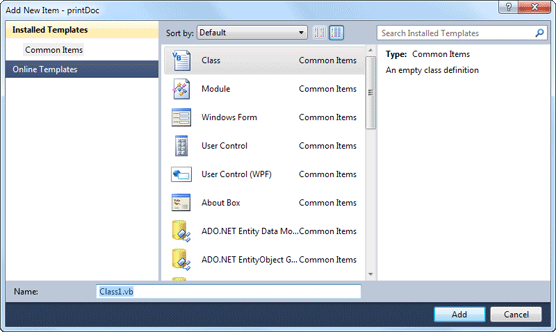 Add New Item - printDoc
Installed Templates
Common Items
Online Templates
Sort by: Default
Search Installed Templates
VB
Class Common Items
Module Common Items
Windows Form Common Items
User Control Common Items
User Control (WPF) Common Items
About Box Common Items
ADO.NET Entity Data Mo... Common Items
ADO.NET EntityObject G... Common Items
Type: Common Items
An empty class definition
Name: Class1.vb
Add Cancel